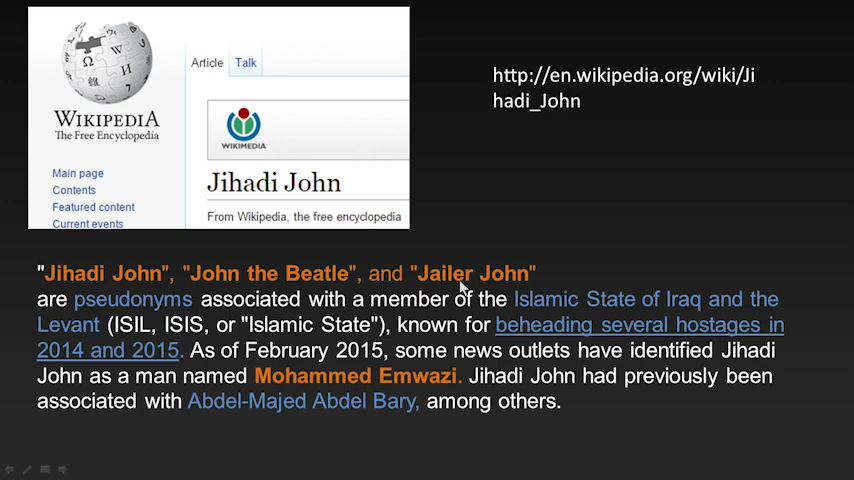 Article
Talk
http://en.wikipedia.org/wiki/Ji
hadi_John
WIKIPEDIA
The Free Encyclopedia
WIKIMEDIA
Main page
Contents
Featured content
Current events
Jihadi John
From Wikipedia, the free encyclopedia
"Jihadi John", "John the Beatle", and "Jailer John"
are pseudonyms associated with a member of the Islamic State of Iraq and the
Levant (ISIL, ISIS, or "Islamic State"), known for beheading several hostages in
2014 and 2015. As of February 2015, some news outlets have identified Jihadi
John as a man named Mohammed Emwazi. Jihadi John had previously been
associated with Abdel-Majed Abdel Bary, among others.